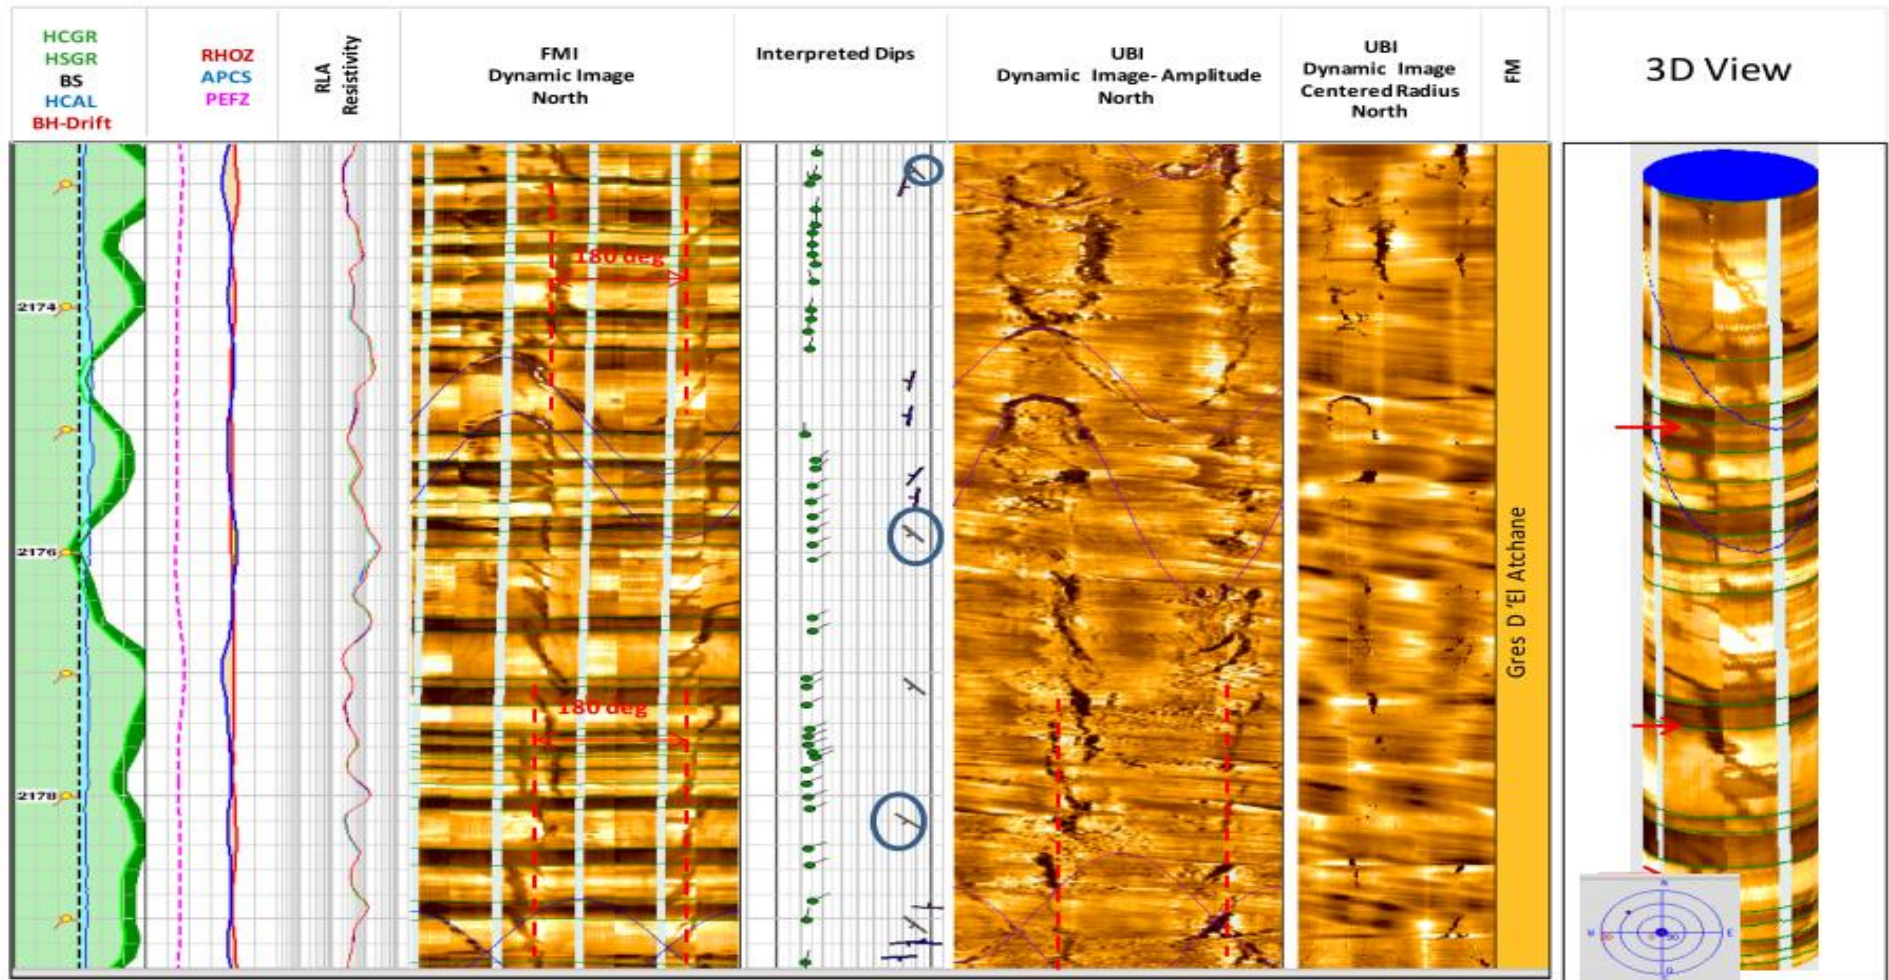 HCGR
HSGR
BS
HCAL
BH-Drift
RHOZ
APCS
PEFZ
RLA
Resistivity
FMI
Dynamic Image
North
Interpreted Dips
UBI
Dynamic Image- Amplitude
North
UBI
Dynamic Image
Centered Radius
North
FM
3D View
180 deg
2174
2176
Gres D 'El Atchane
180 deg
2178
N
E